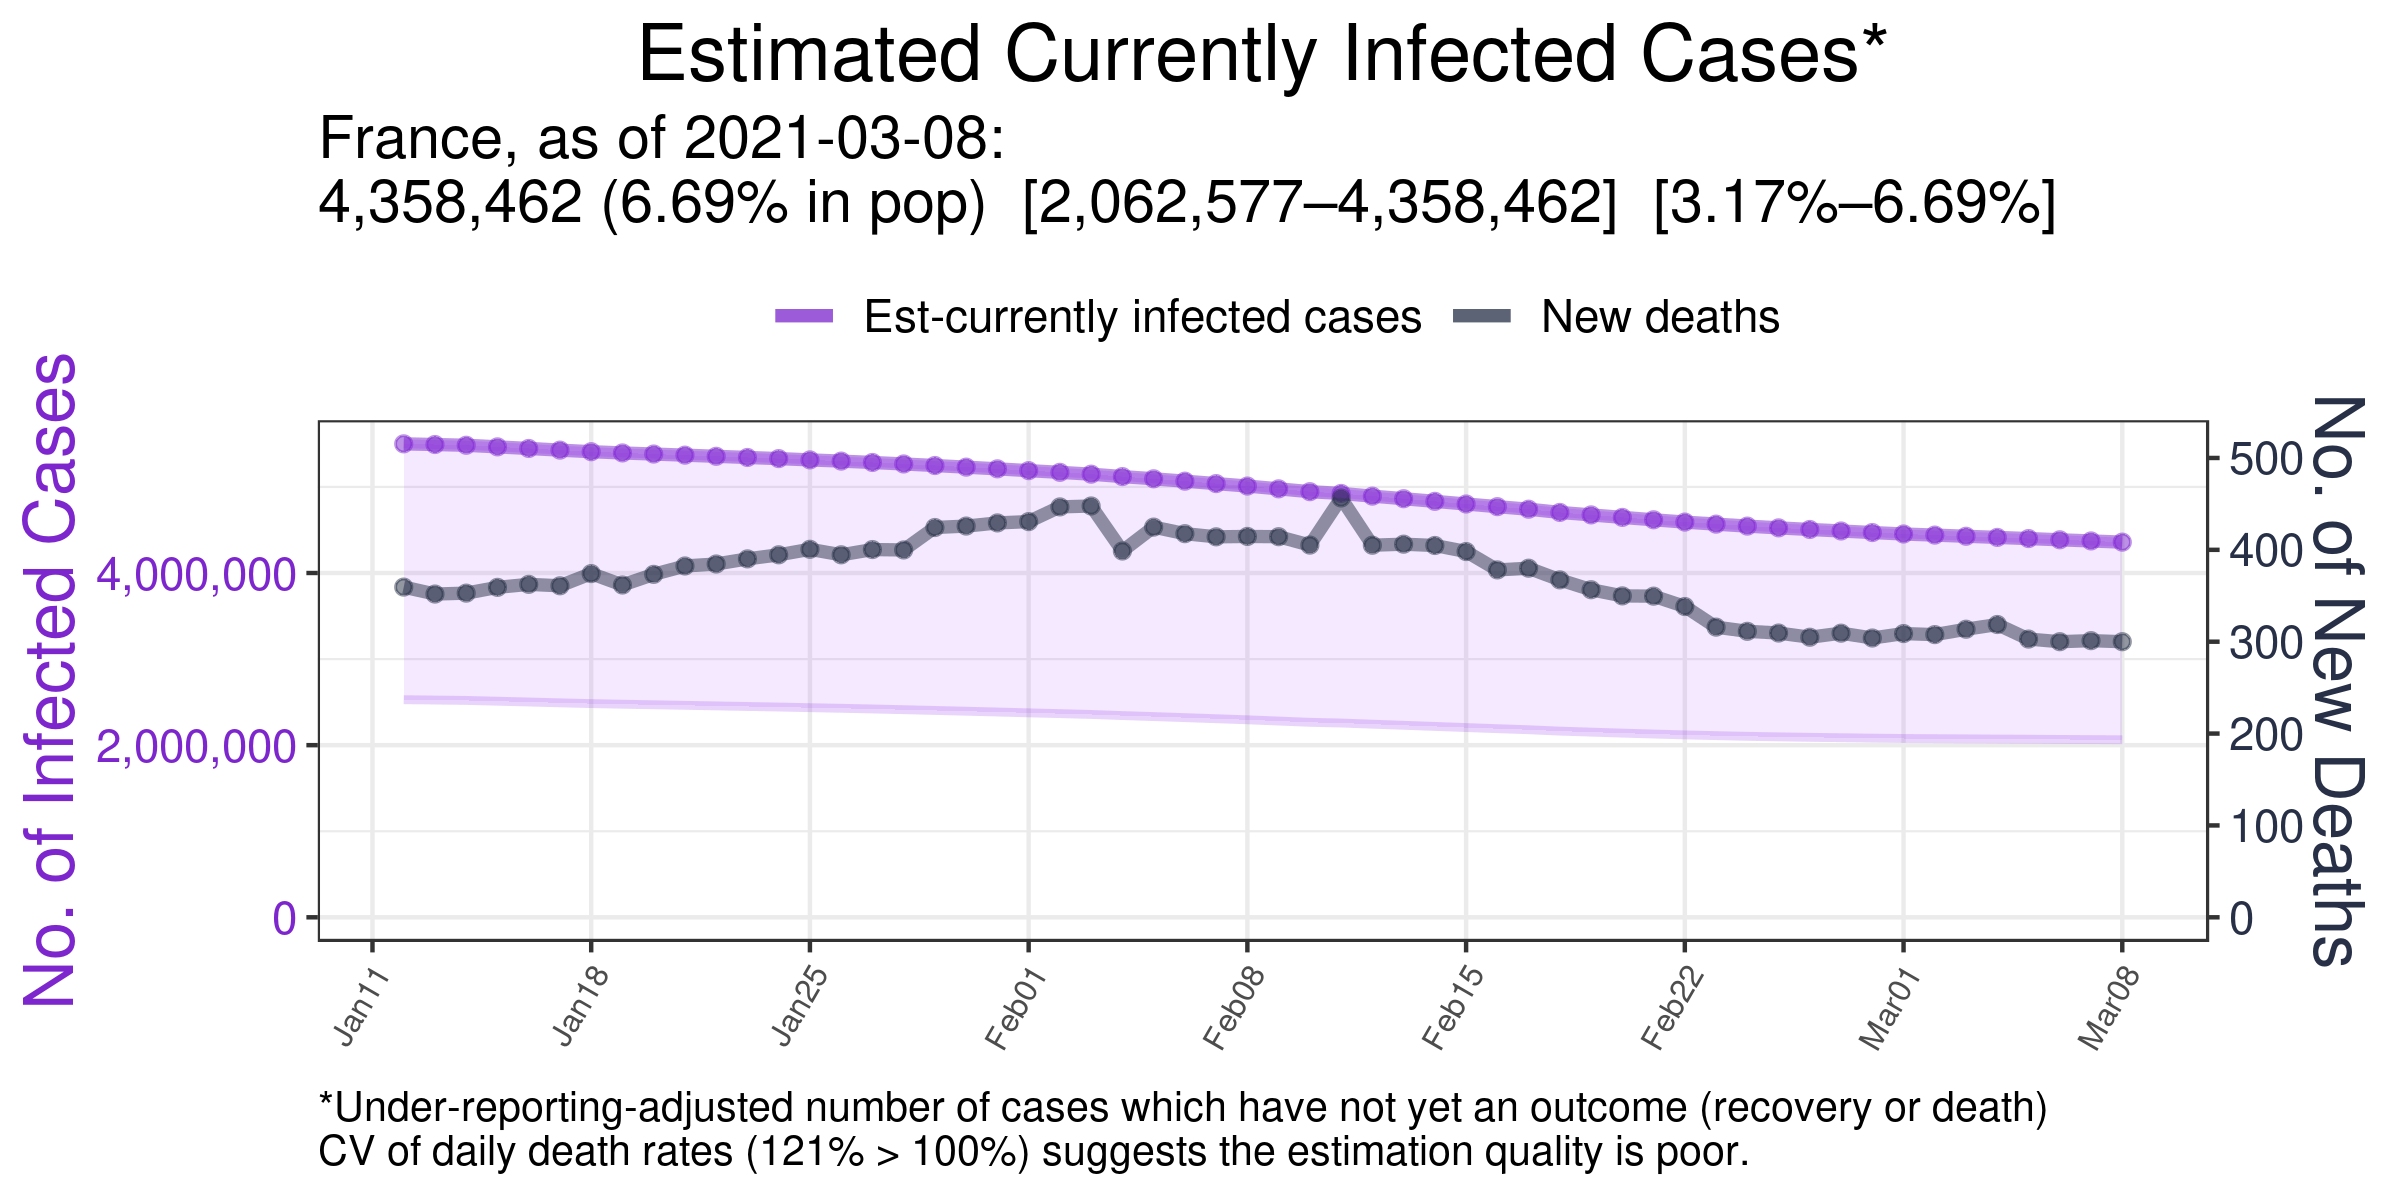 Estimated Currently Infected Cases*
France, as of 2021-03-08:
4,358,462 (6.69% in pop)  [2,062,577–4,358,462]  [3.17%–6.69%]
Est-currently infected cases
New deaths
No. of Infected Cases
4,000,000
2,000,000
0
No. of New Deaths
500
400
300
200
100
0
Jan11
Jan18
Jan25
Feb01
Feb08
Feb15
Feb22
Mar01
Mar08
*Under-reporting-adjusted number of cases which have not yet an outcome (recovery or death)
CV of daily death rates (121% > 100%) suggests the estimation quality is poor.